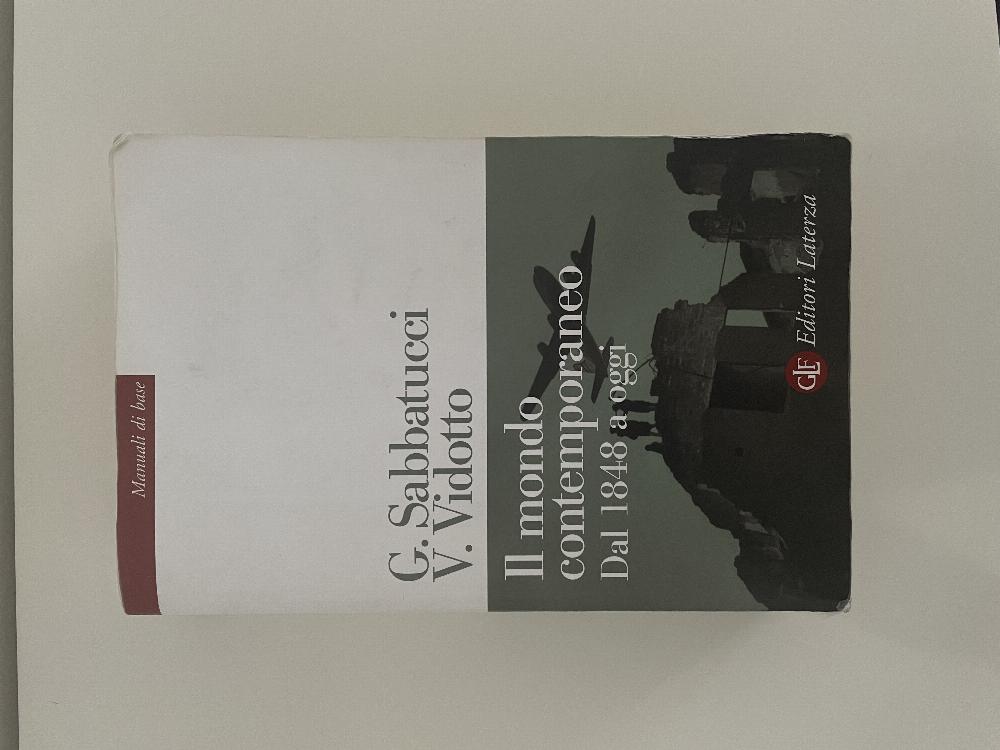 Manuali di base
G. Sabbatucci
V. Vidotto
Il mondo
contemporaneo
Dal 1848 a oggi
GLF Editori Laterza